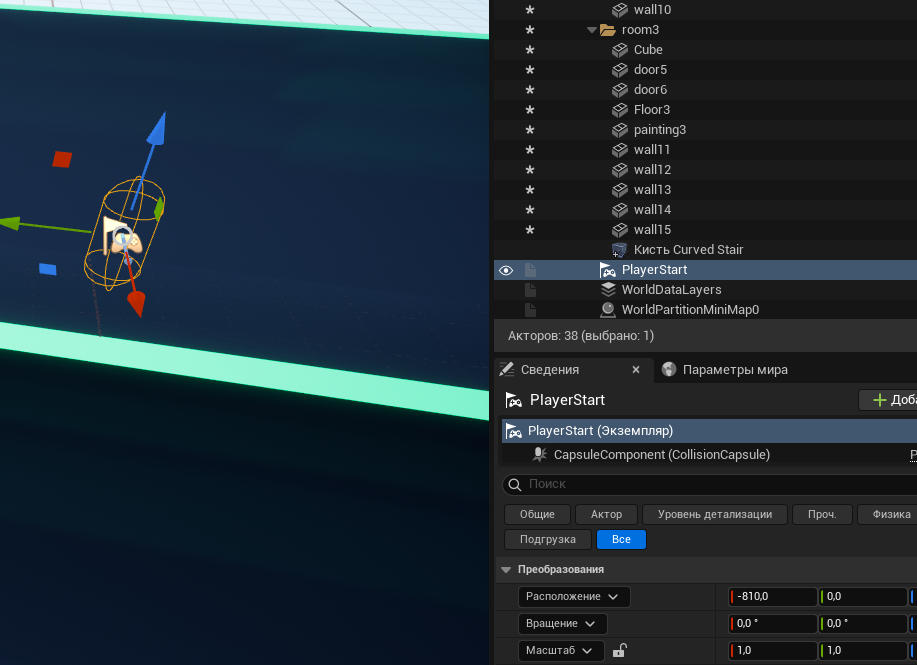 wall10
room3
Cube
door5
door6
Floor3
painting3
wall11
wall12
wall13
wall14
wall15
Кисть Curved Stair
PlayerStart
WorldDataLayers
WorldPartitionMiniMap0
Акторов: 38 (выбрано: 1)
Сведения Параметры мира
PlayerStart Доба
PlayerStart (Экземпляр)
CapsuleComponent (CollisionCapsule)
Поиск
Общие Актор Уровень детализации Проч. Физика
Подгрузка Все
Преобразования
Расположение -810,0 0,0
Вращение 0,0 ° 0,0 °
Масштаб 1,0 1,0